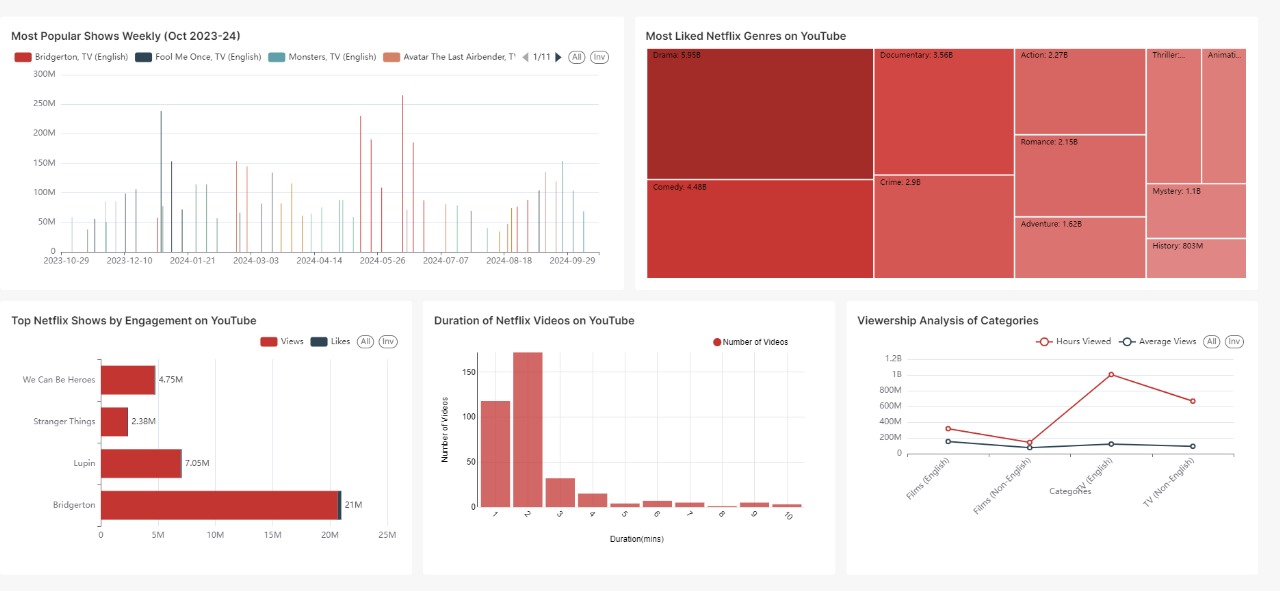 Most Popular Shows Weekly (Oct 2023-24)
Bridgerton, TV (English) Fool Me Once, TV (English) Monsters, TV (English) Avatar The Last Airbender, T 1/11 All Inv
300M
250M
200M
150M
100M
50M
0
2023-10-29 2023-12-10 2024-01-21 2024-03-03 2024-04-14 2024-05-26 2024-07-07 2024-08-18 2024-09-29
Most Liked Netflix Genres on YouTube
Drama: 5.95B Documentary: 3.56B Action: 2.27B Thriller:... Animati...
Romance: 2.15B
Comedy: 4.48B Crime: 2.9B Mystery: 1.1B
Adventure: 1.62B
History: 803M
Top Netflix Shows by Engagement on YouTube
Views Likes All Inv
We Can Be Heroes 4.75M
Stranger Things 2.38M
Lupin 7.05M
Bridgerton 21M
0 5M 10M 15M 20M 25M
Duration of Netflix Videos on YouTube
Number of Videos
Number of Videos
150
100
50
0
1 2 3 4 5 6 7 8 9 10
Duration(mins)
Viewership Analysis of Categories
Hours Viewed Average Views All Inv
1.2B
1B
800M
600M
400M
200M
0
Films (English) Films (Non-English) TV (English) TV (Non-English)
Categories